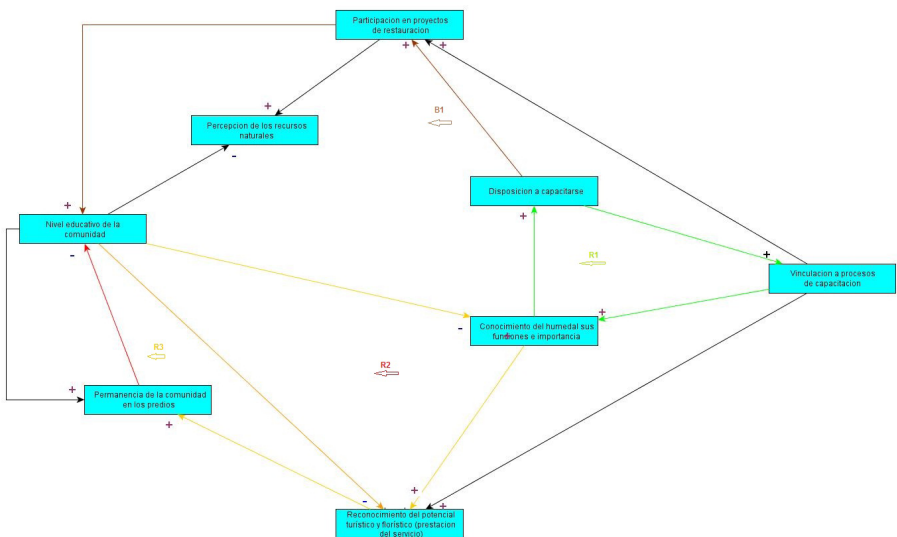 Participacion en proyectos
de restauracion
+
+
+
B1
Percepcion de los recursos
naturales.
-
Disposicion a capacitarse
+
+
Nivel educativo de la
comunidad
-
R1
+
Vinculacion a procesos
de capacitacion
+
Conocimiento del humedal sus
funciones e importancia
-
+
R3
R2
+
Permanencia de la comunidad
en los predios
+
-
+
+
Reconocimiento del potencial
turístico y florístico (prestacion
del servicio)